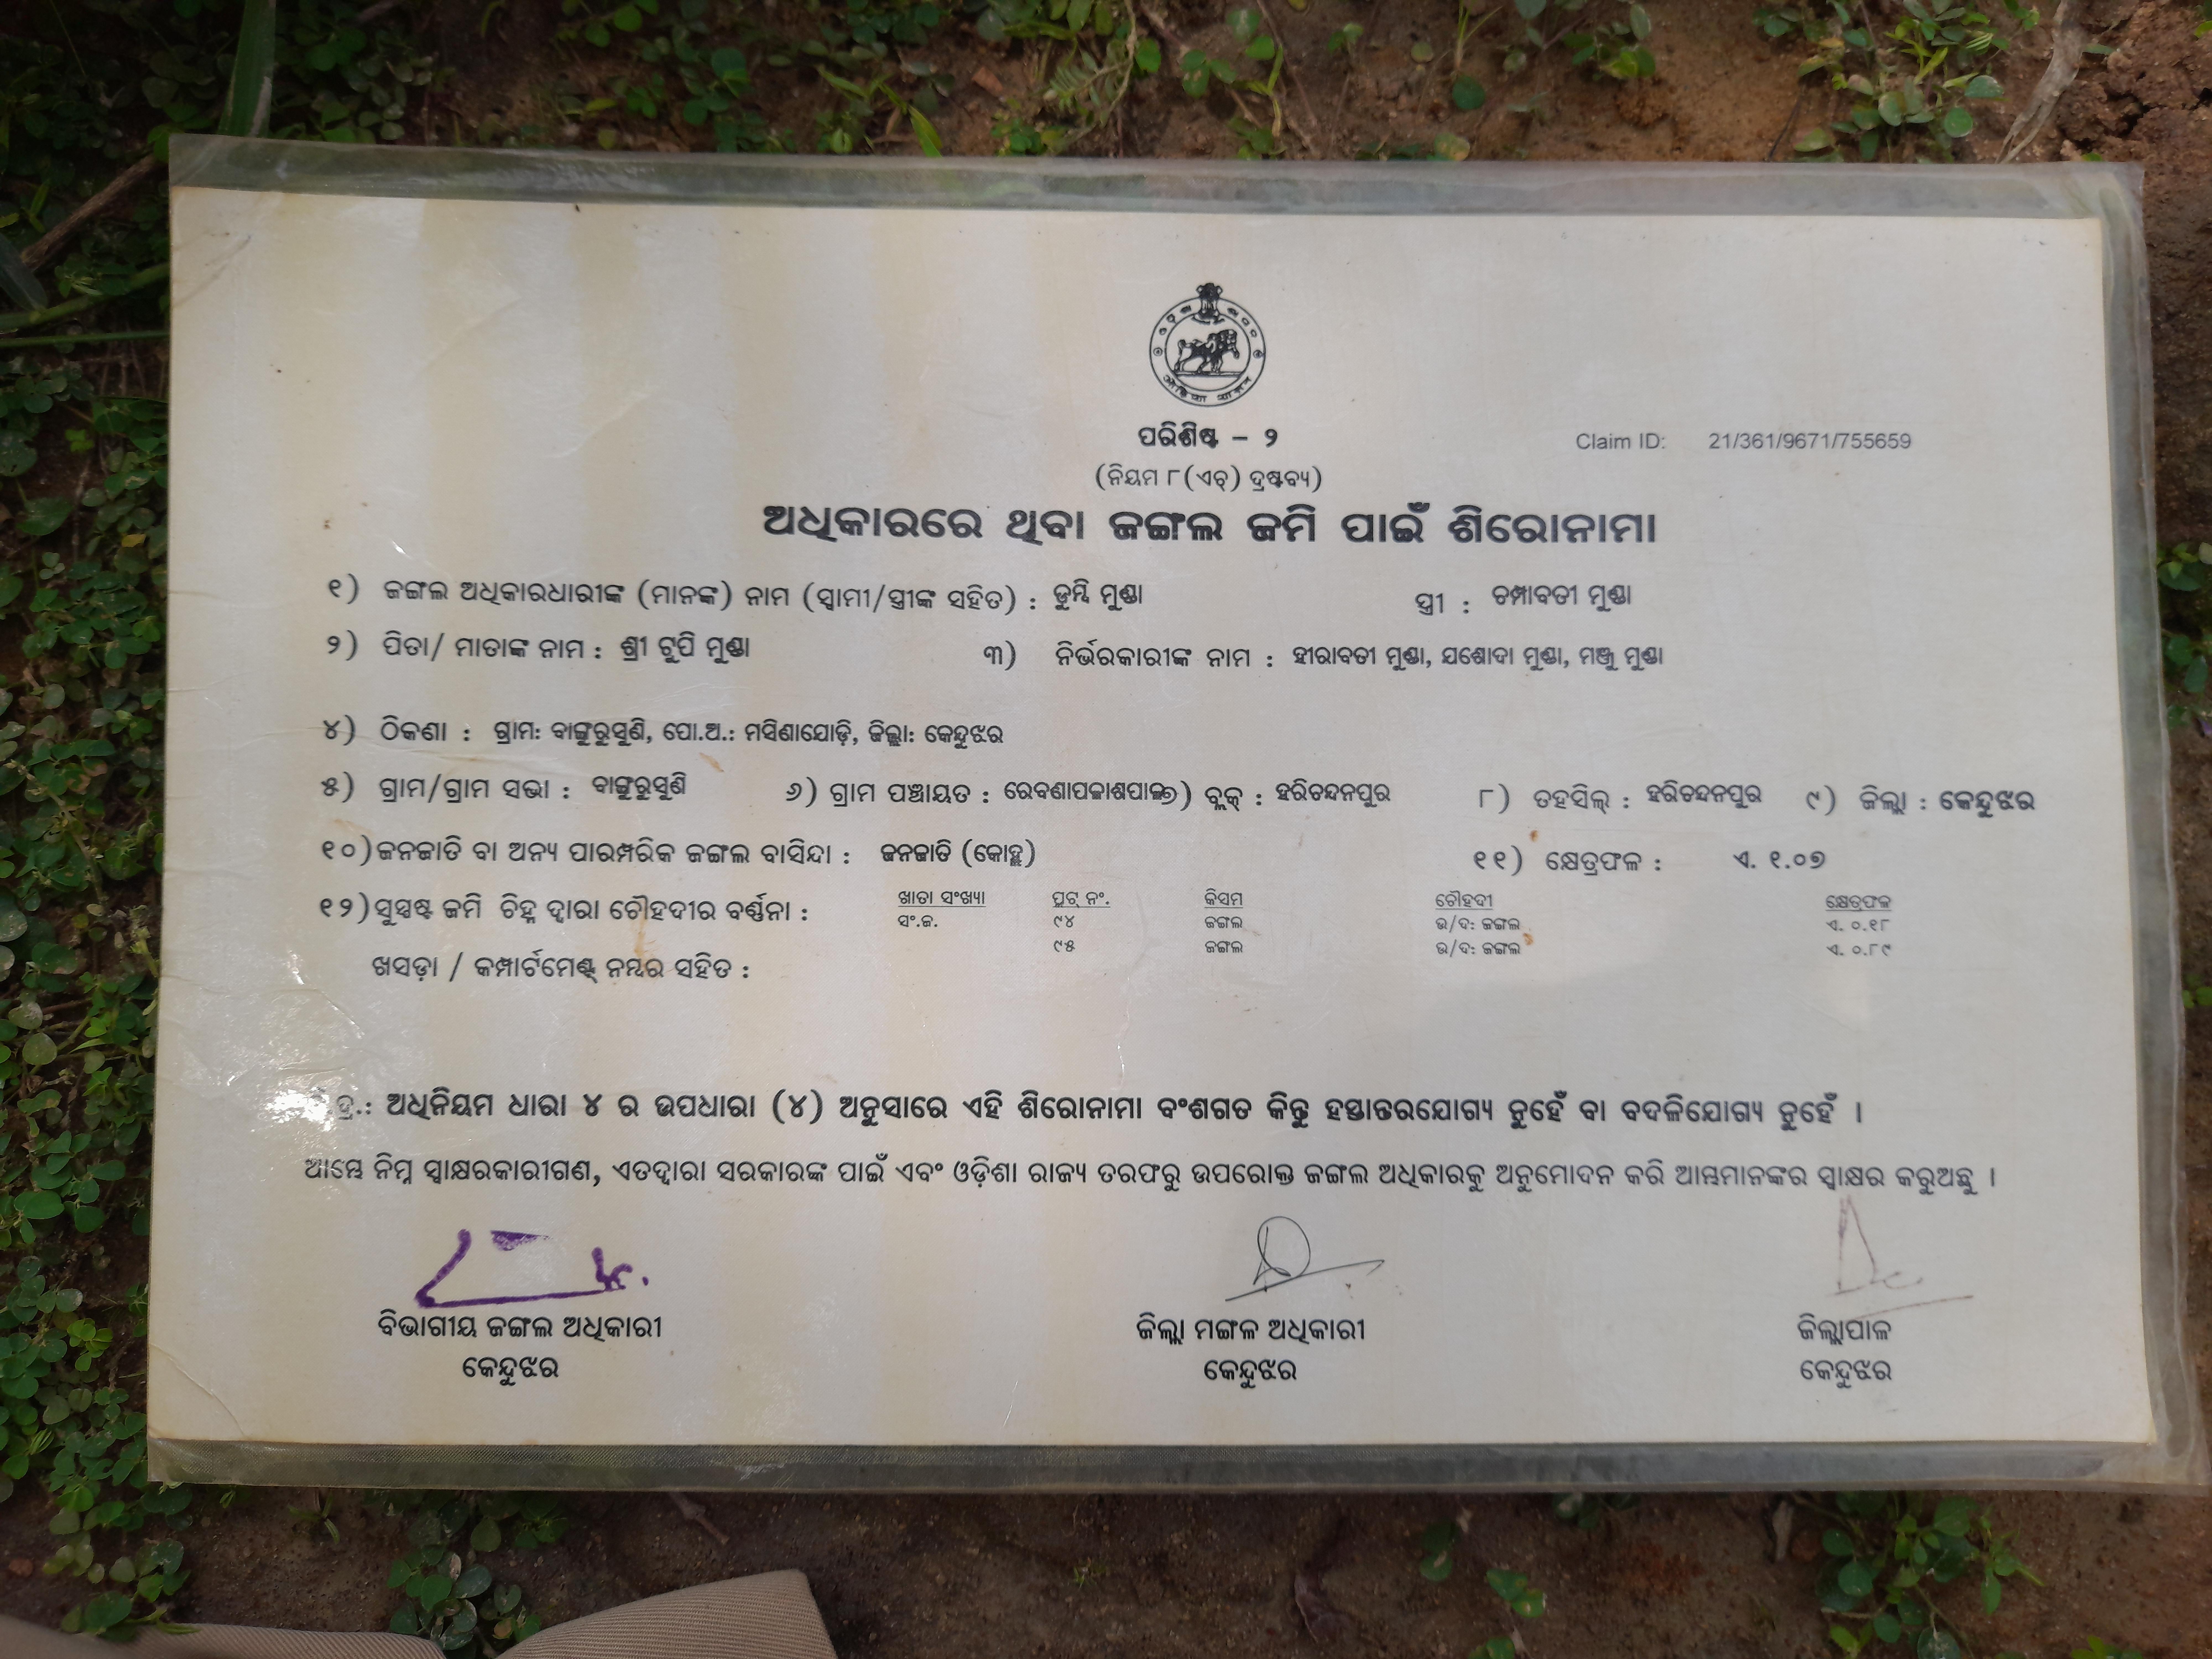 ପରିଶିଷ୍ଟ – ୨
Claim ID: 21/361/9671/755659
(ନିୟମ ୮(ଏଚ୍) ଦ୍ରଷ୍ଟବ୍ୟ)
ଅଧିକାରରେ ଥିବା ଜଙ୍ଗଲ ଜମି ପାଇଁ ଶିରୋନାମା
୧) ଜଙ୍ଗଲ ଅଧିକାରଧାରୀଙ୍କ (ମାନଙ୍କ) ନାମ (ସ୍ୱାମୀ/ସ୍ତ୍ରୀଙ୍କ ସହିତ) : ଡୁମ୍ଭି ମୁଣ୍ଡା ସ୍ତ୍ରୀ : ଚମ୍ପାବତୀ ମୁଣ୍ଡା
୨) ପିତା/ ମାତାଙ୍କ ନାମ : ଶ୍ରୀ ଟୁପି ମୁଣ୍ଡା ୩) ନିର୍ଭରକାରୀଙ୍କ ନାମ : ହୀରାବତୀ ମୁଣ୍ଡା, ଯଶୋଦା ମୁଣ୍ଡା, ମଞ୍ଜୁ ମୁଣ୍ଡା
୪) ଠିକଣା : ଗ୍ରାମ: ବାଙ୍ଗୁରୁସୁଣି, ପୋ.ଅ.: ମସିଣାଯୋଡ଼ି, ଜିଲ୍ଲା: କେନ୍ଦୁଝର
୫) ଗ୍ରାମ/ଗ୍ରାମ ସଭା : ବାଙ୍ଗୁରୁସୁଣି ୬) ଗ୍ରାମ ପଞ୍ଚାୟତ : ରେବଣାପଳାଶପାଳ ୭) ବ୍ଲକ୍ : ହରିଚନ୍ଦନପୁର ୮) ତହସିଲ୍ : ହରିଚନ୍ଦନପୁର ୯) ଜିଲ୍ଲା : କେନ୍ଦୁଝର
୧୦)ଜନଜାତି ବା ଅନ୍ୟ ପାରମ୍ପରିକ ଜଙ୍ଗଲ ବାସିନ୍ଦା : ଜନଜାତି (କୋହ୍ଲ) ୧୧) କ୍ଷେତ୍ରଫଳ : ଏ. ୧.୦୭
୧୨)ସୁସ୍ପଷ୍ଟ ଜମି ଚିହ୍ନ ଦ୍ୱାରା ଚୌହଦୀର ବର୍ଣ୍ଣନା : ଖାତା ସଂଖ୍ୟା ପ୍ଲଟ୍ ନଂ. କିସମ ଚୌହଦୀ କ୍ଷେତ୍ରଫଳ
ସଂ.ଜ. ୯୪ ଜଙ୍ଗଲ ଉ/ଦ: ଜଙ୍ଗଲ ଏ. ୦.୧୮
୯୫ ଜଙ୍ଗଲ ଉ/ଦ: ଜଙ୍ଗଲ ଏ. ୦.୮୯
ଖସଡ଼ା / କମ୍ପାର୍ଟମେଣ୍ଟ୍ ନମ୍ବର ସହିତ :
ଦ୍ର.: ଅଧିନିୟମ ଧାରା ୪ ର ଉପଧାରା (୪) ଅନୁସାରେ ଏହି ଶିରୋନାମା ବଂଶଗତ କିନ୍ତୁ ହସ୍ତାନ୍ତରଯୋଗ୍ୟ ନୁହେଁ ବା ବଦଳିଯୋଗ୍ୟ ନୁହେଁ ।
ଆମ୍ଭେ ନିମ୍ନ ସ୍ୱାକ୍ଷରକାରୀଗଣ, ଏତଦ୍ୱାରା ସରକାରଙ୍କ ପାଇଁ ଏବଂ ଓଡ଼ିଶା ରାଜ୍ୟ ତରଫରୁ ଉପରୋକ୍ତ ଜଙ୍ଗଲ ଅଧିକାରକୁ ଅନୁମୋଦନ କରି ଆମ୍ଭମାନଙ୍କର ସ୍ୱାକ୍ଷର କରୁଅଛୁ ।
ବିଭାଗୀୟ ଜଙ୍ଗଲ ଅଧିକାରୀ ଜିଲ୍ଲା ମଙ୍ଗଳ ଅଧିକାରୀ ଜିଲ୍ଲାପାଳ
କେନ୍ଦୁଝର କେନ୍ଦୁଝର କେନ୍ଦୁଝର